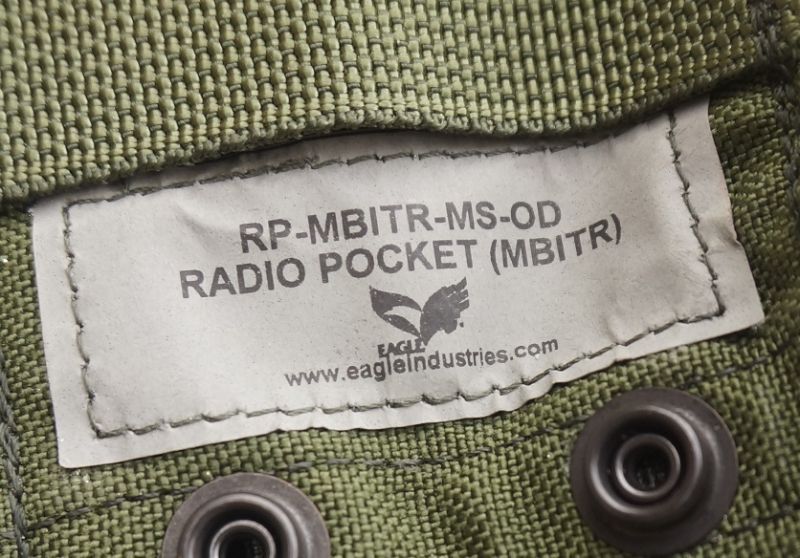 RP-MBITR-MS-OD
RADIO POCKET (MBITR)
EAGLE
www.eagleindustries.com